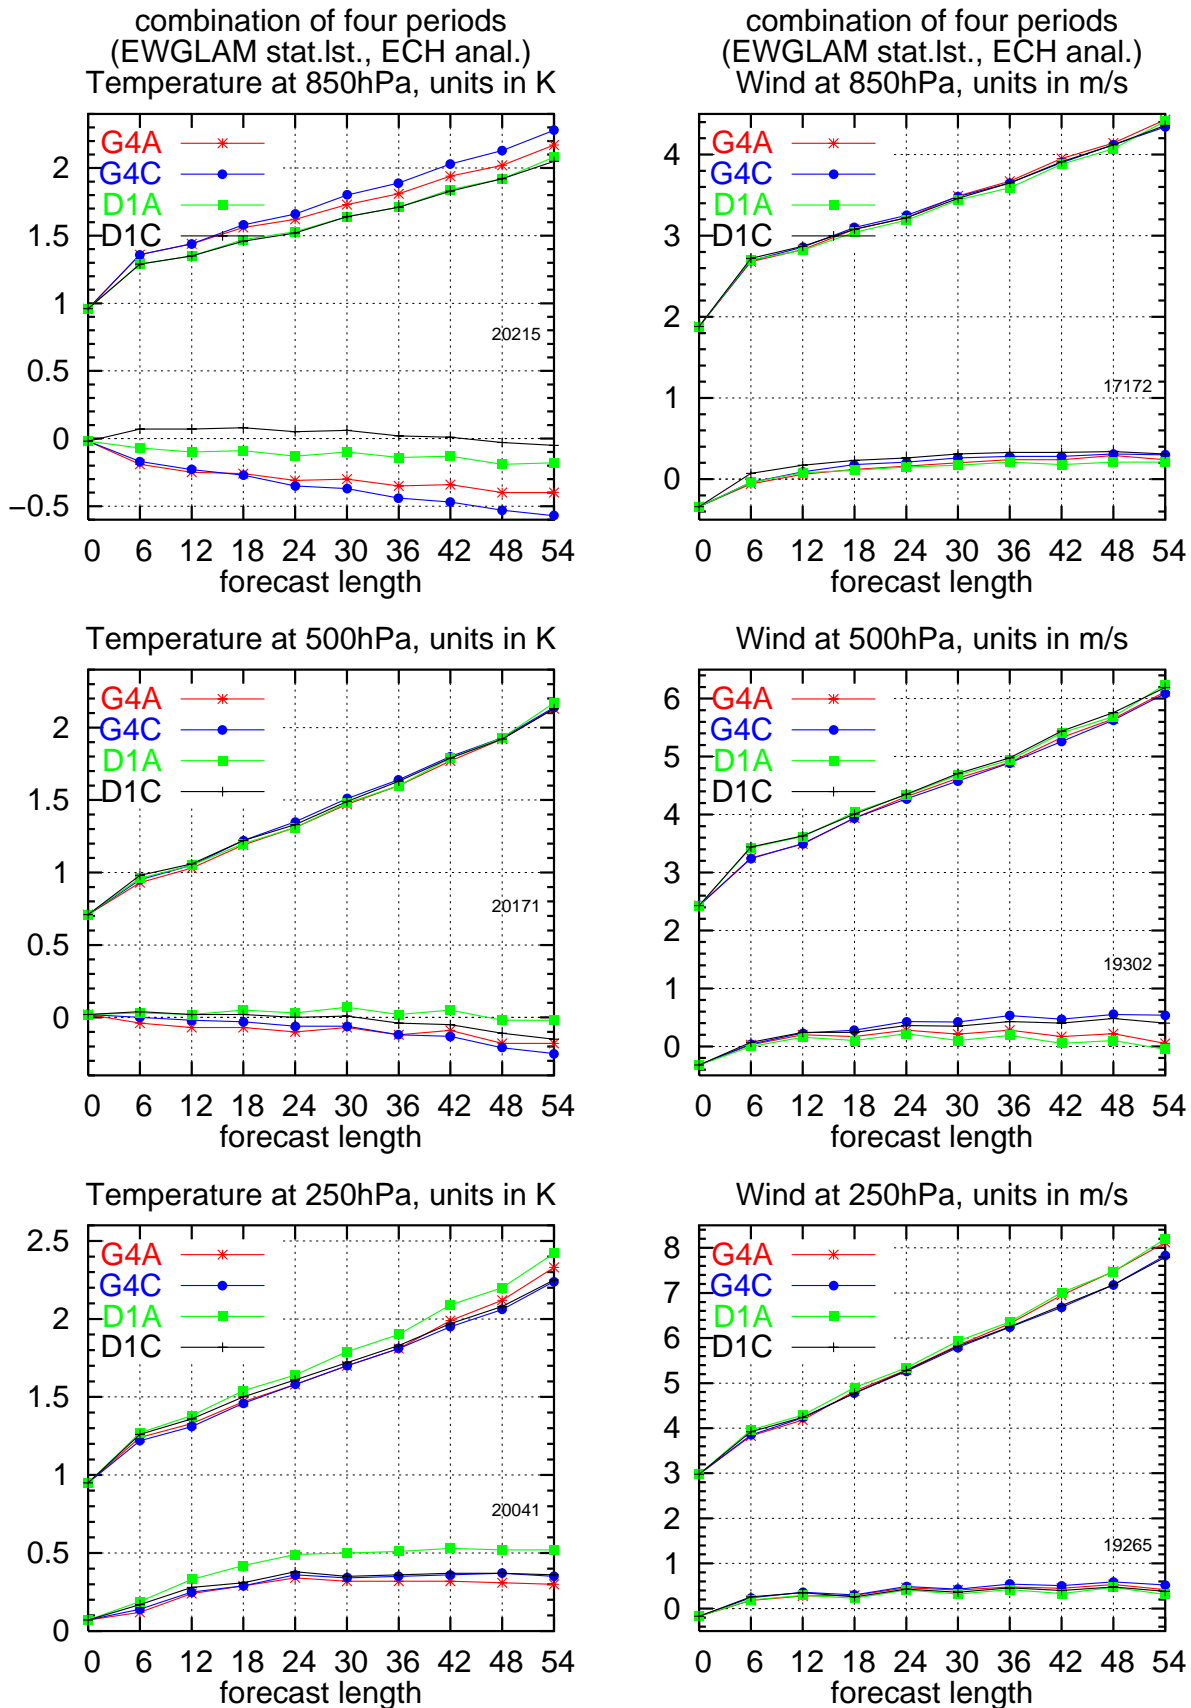 combination of four periods
(EWGLAM stat.lst., ECH anal.)
Temperature at 850hPa, units in K
G4A
G4C
D1A
D1C
2
1.5
1
0.5
0
−0.5
20215
0 6 12 18 24 30 36 42 48 54
forecast length
combination of four periods
(EWGLAM stat.lst., ECH anal.)
Wind at 850hPa, units in m/s
G4A
G4C
D1A
D1C
4
3
2
1
0
17172
0 6 12 18 24 30 36 42 48 54
forecast length
Temperature at 500hPa, units in K
G4A
G4C
D1A
D1C
2
1.5
1
0.5
0
20171
0 6 12 18 24 30 36 42 48 54
forecast length
Wind at 500hPa, units in m/s
G4A
G4C
D1A
D1C
6
5
4
3
2
1
0
19302
0 6 12 18 24 30 36 42 48 54
forecast length
Temperature at 250hPa, units in K
G4A
G4C
D1A
D1C
2.5
2
1.5
1
0.5
0
20041
0 6 12 18 24 30 36 42 48 54
forecast length
Wind at 250hPa, units in m/s
G4A
G4C
D1A
D1C
8
7
6
5
4
3
2
1
0
19265
0 6 12 18 24 30 36 42 48 54
forecast length